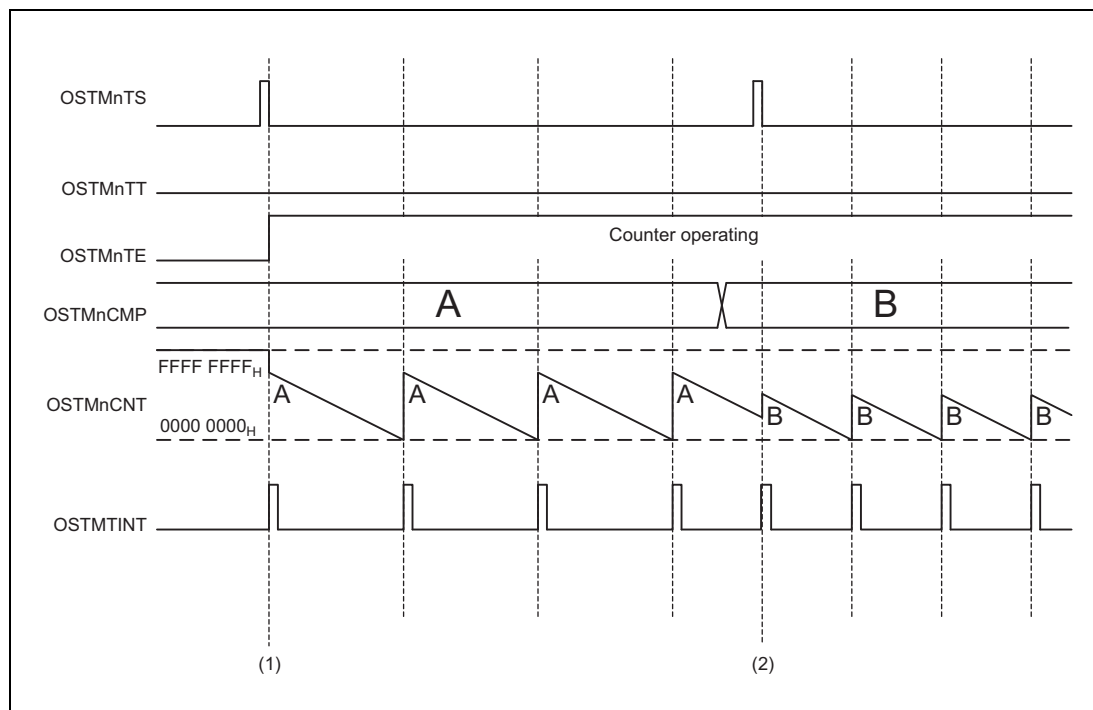 OSTMnTS
OSTMnTT
OSTMnTE
Counter operating
OSTMnCMP
A
B
FFFF FFFFH
OSTMnCNT
A
A
A
A
B
B
B
B
0000 0000H
OSTMTINT
(1)
(2)